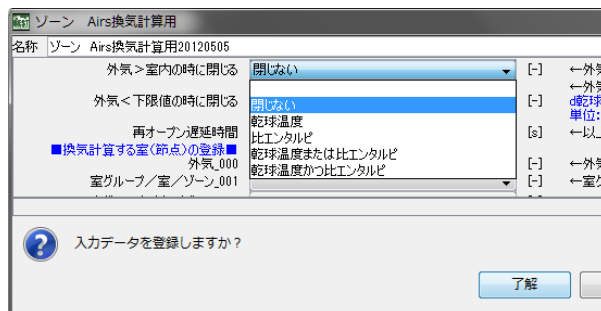 ゾーン Airs換気計算用
名称 ゾーン Airs換気計算用20120505
外気＞室内の時に閉じる 閉じない [-] ←外気
←外気
外気＜下限値の時に閉じる 閉じない [-] d乾球
単位:
乾球温度
再オープン遅延時間 比エンタルピ [s] ←以_
■換気計算する室(節点)の登録■ 乾球温度または比エンタルピ
外気_000 乾球温度かつ比エンタルピ [-] ←外気
室グループ／室／ゾーン_001 [-] ←室グ
入力データを登録しますか？
了解